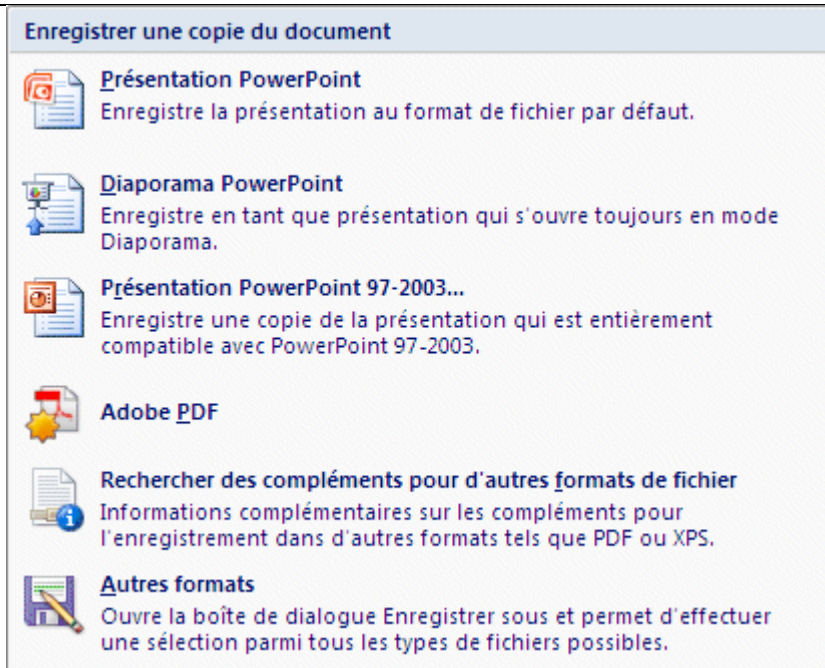 Enregistrer une copie du document
Présentation PowerPoint
Enregistre la présentation au format de fichier par défaut.
Diaporama PowerPoint
Enregistre en tant que présentation qui s'ouvre toujours en mode
Diaporama.
Présentation PowerPoint 97-2003...
Enregistre une copie de la présentation qui est entièrement
compatible avec PowerPoint 97-2003.
Adobe PDF
Rechercher des compléments pour d'autres formats de fichier
Informations complémentaires sur les compléments pour
l'enregistrement dans d'autres formats tels que PDF ou XPS.
Autres formats
Ouvre la boîte de dialogue Enregistrer sous et permet d'effectuer
une sélection parmi tous les types de fichiers possibles.